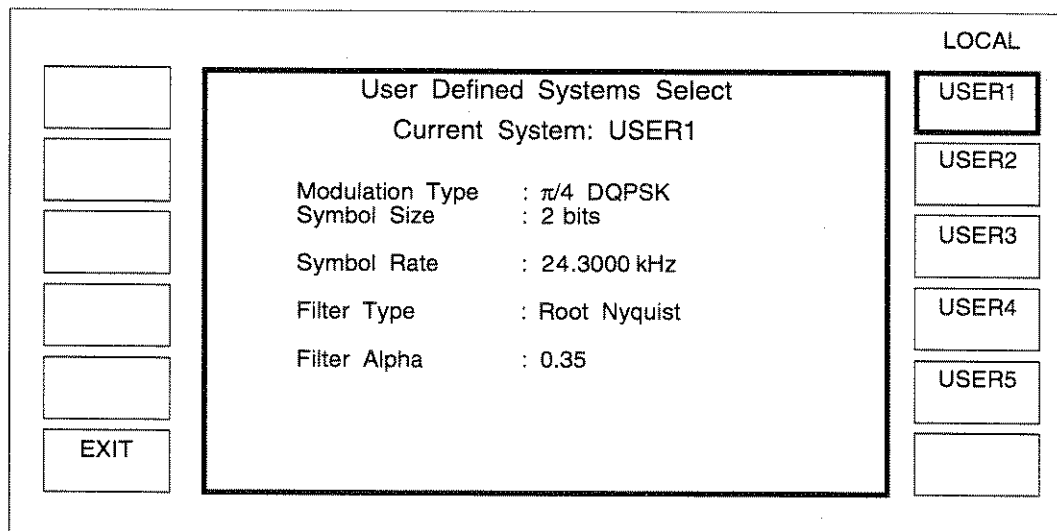 LOCAL
User Defined Systems Select
Current System: USER1
Modulation Type : π/4 DQPSK
Symbol Size : 2 bits
Symbol Rate : 24.3000 kHz
Filter Type : Root Nyquist
Filter Alpha : 0.35
EXIT
USER1
USER2
USER3
USER4
USER5